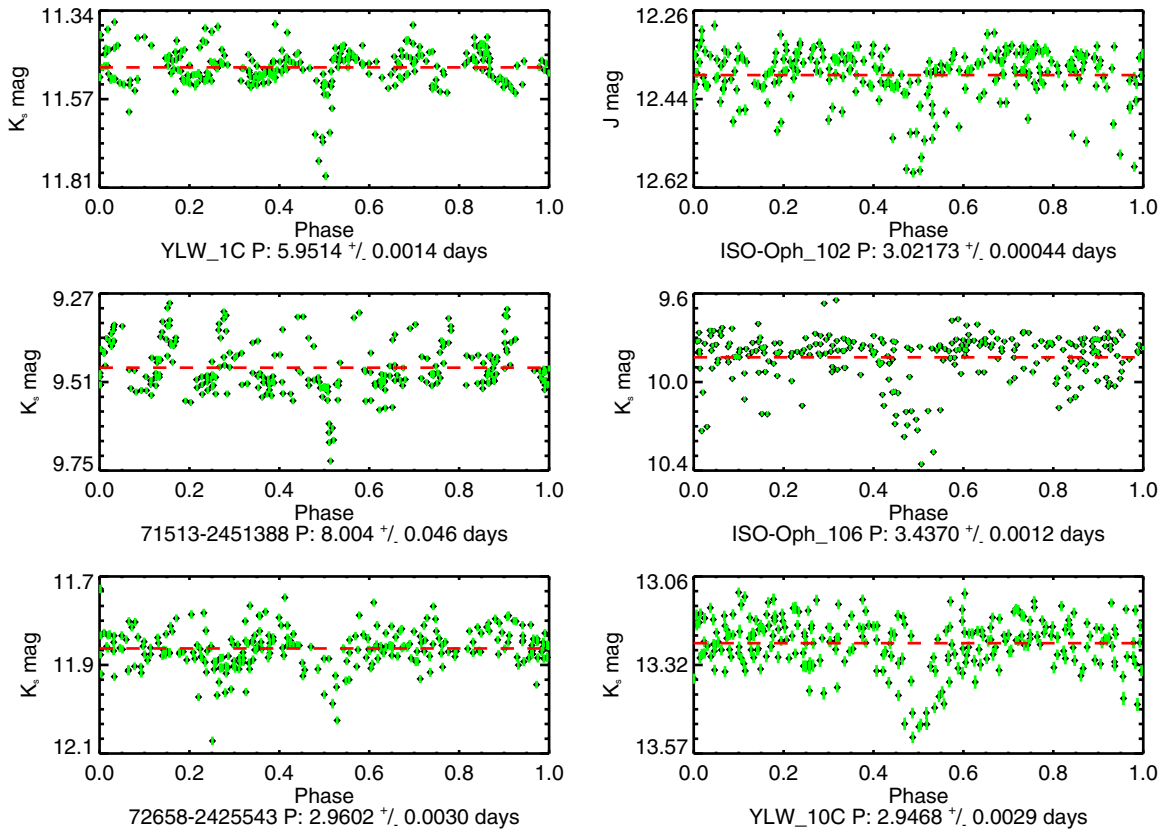 11.34
11.57
11.81
K_s mag
0.0 0.2 0.4 0.6 0.8 1.0
Phase
YLW_1C P: 5.9514 +/- 0.0014 days
12.26
12.44
12.62
J mag
0.0 0.2 0.4 0.6 0.8 1.0
Phase
ISO-Oph_102 P: 3.02173 +/- 0.00044 days
9.27
9.51
9.75
K_s mag
0.0 0.2 0.4 0.6 0.8 1.0
Phase
71513-2451388 P: 8.004 +/- 0.046 days
9.6
10.0
10.4
K_s mag
0.0 0.2 0.4 0.6 0.8 1.0
Phase
ISO-Oph_106 P: 3.4370 +/- 0.0012 days
11.7
11.9
12.1
K_s mag
0.0 0.2 0.4 0.6 0.8 1.0
Phase
72658-2425543 P: 2.9602 +/- 0.0030 days
13.06
13.32
13.57
K_s mag
0.0 0.2 0.4 0.6 0.8 1.0
Phase
YLW_10C P: 2.9468 +/- 0.0029 days